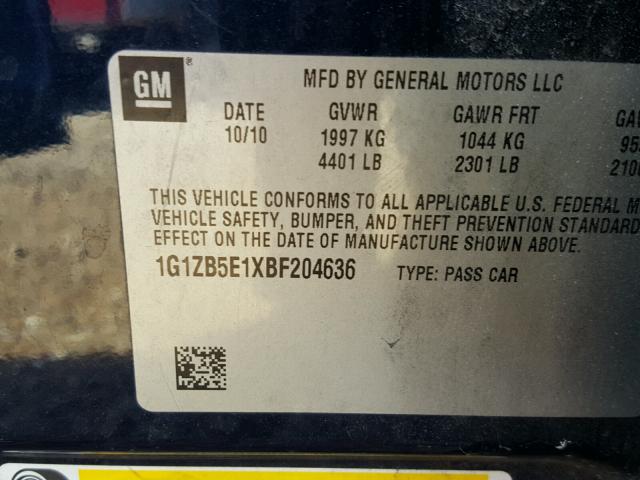 GM
MFD BY GENERAL MOTORS LLC
DATE GVWR GAWR FRT
10/10 1997 KG 1044 KG
4401 LB 2301 LB
THIS VEHICLE CONFORMS TO ALL APPLICABLE U.S. FEDERAL
VEHICLE SAFETY, BUMPER, AND THEFT PREVENTION STANDARD
EFFECT ON THE DATE OF MANUFACTURE SHOWN ABOVE.
1G1ZB5E1XBF204636 TYPE: PASS CAR